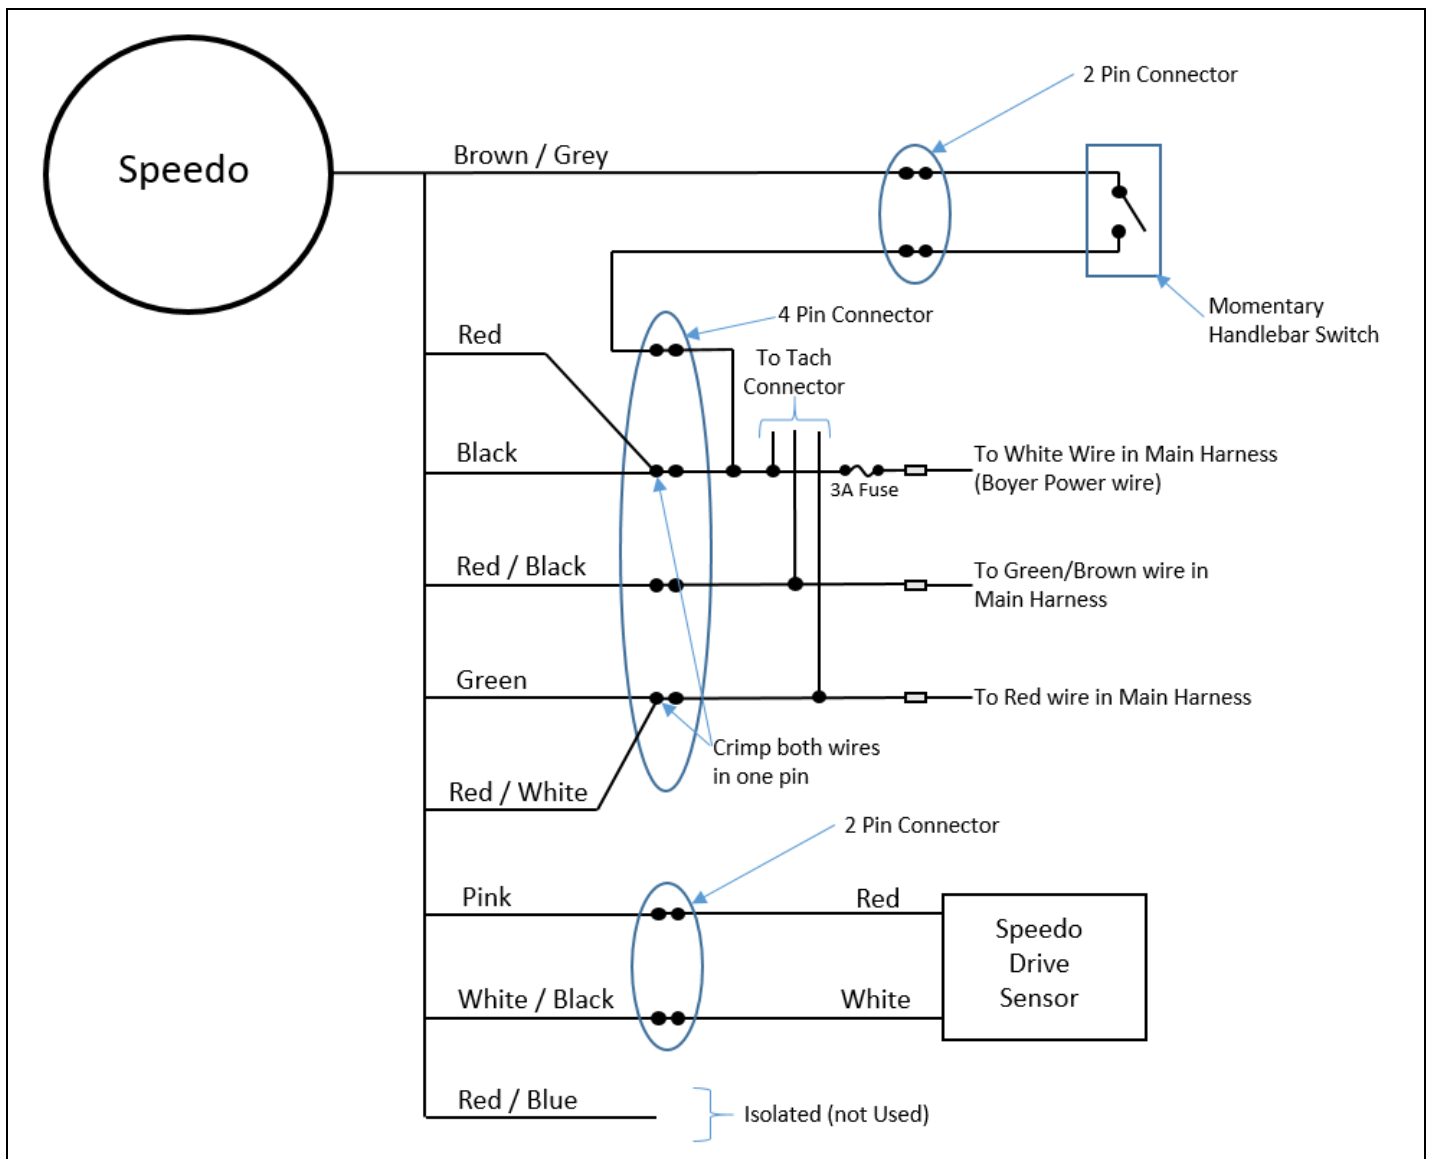 2 Pin Connector
Speedo
Brown / Grey
Momentary
Handlebar Switch
4 Pin Connector
Red
To Tach
Connector
Black
To White Wire in Main Harness
(Boyer Power wire)
3A Fuse
Red / Black
To Green/Brown wire in
Main Harness
Green
To Red wire in Main Harness
Crimp both wires
in one pin
Red / White
2 Pin Connector
Pink
Red
Speedo
Drive
Sensor
White / Black
White
Red / Blue
Isolated (not Used)